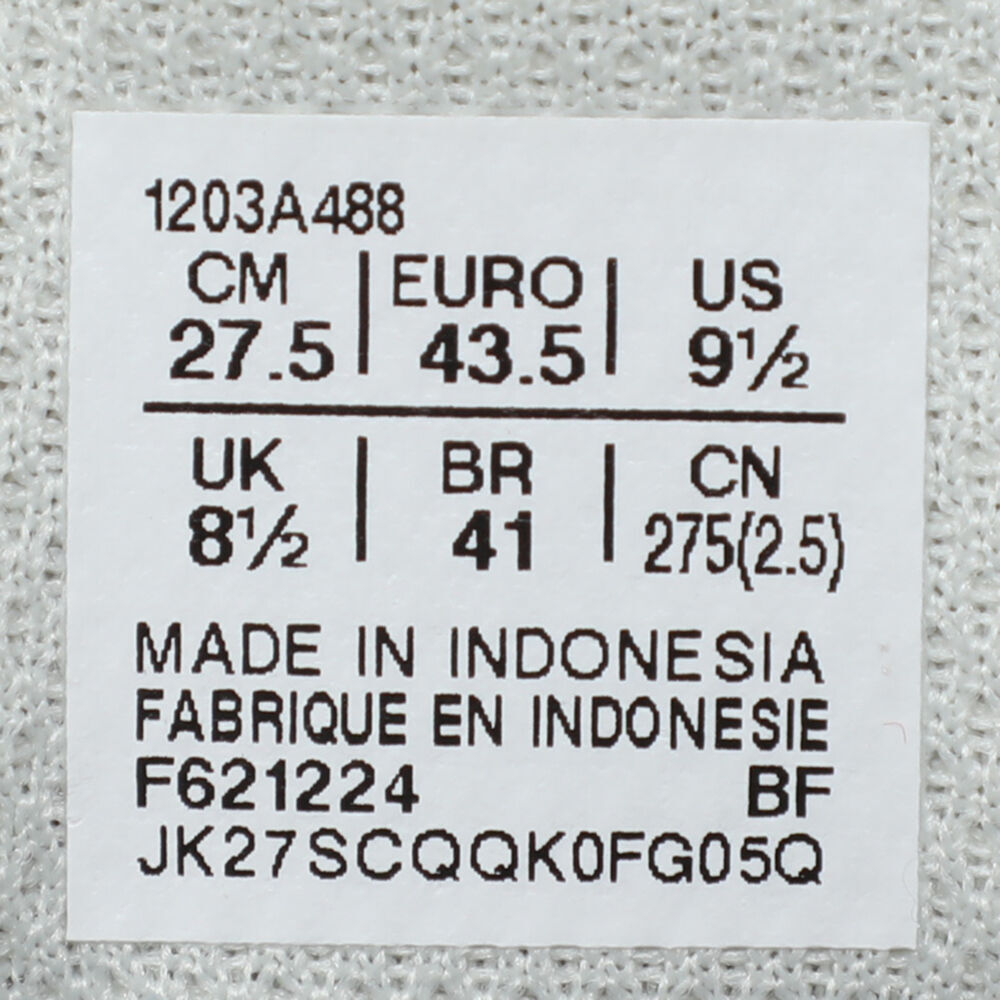 1203A488
CM EURO US
27.5 43.5 9½
UK BR CN
8½ 41 275(2.5)
MADE IN INDONESIA
FABRIQUE EN INDONESIE
F621224 BF
JK27SCQQK0FG05Q